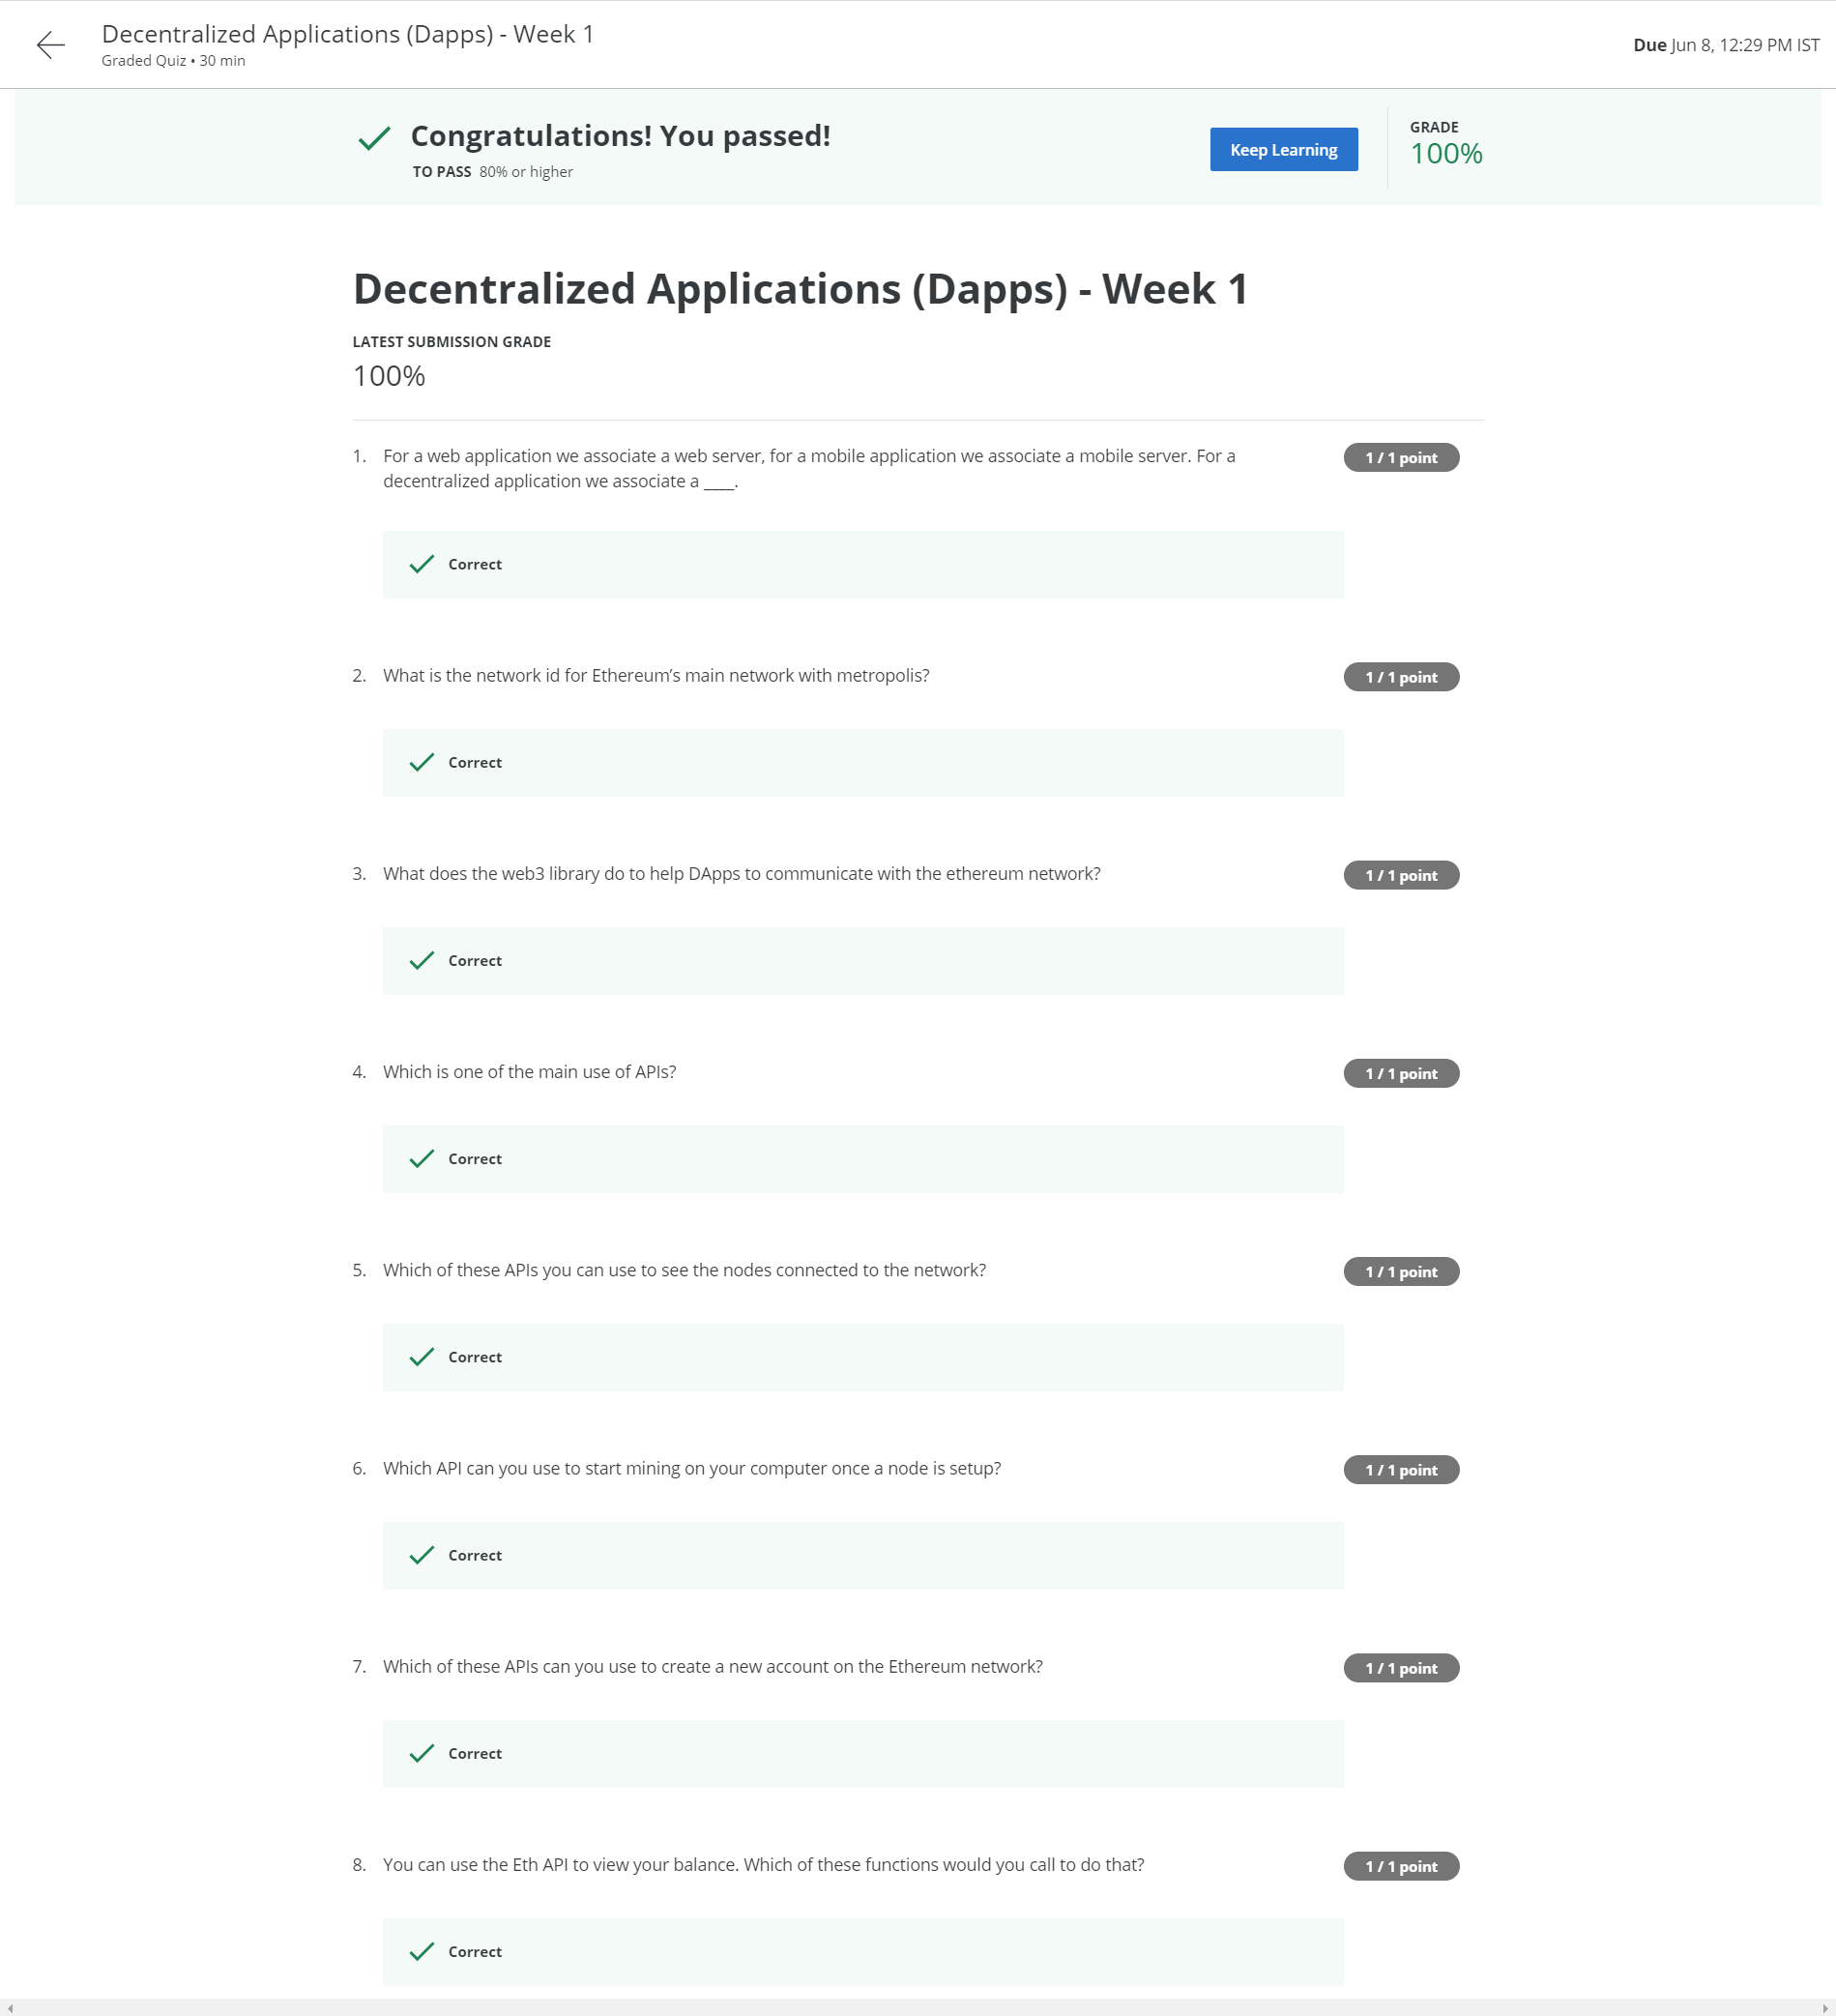 Decentralized Applications (Dapps) - Week 1
Graded Quiz • 30 min
Due Jun 8, 12:29 PM IST
Congratulations! You passed!
TO PASS 80% or higher
Keep Learning
GRADE
100%
Decentralized Applications (Dapps) - Week 1
LATEST SUBMISSION GRADE
100%
1. For a web application we associate a web server, for a mobile application we associate a mobile server. For a
decentralized application we associate a ____.
1 / 1 point
Correct
2. What is the network id for Ethereum’s main network with metropolis?
1 / 1 point
Correct
3. What does the web3 library do to help DApps to communicate with the ethereum network?
1 / 1 point
Correct
4. Which is one of the main use of APIs?
1 / 1 point
Correct
5. Which of these APIs you can use to see the nodes connected to the network?
1 / 1 point
Correct
6. Which API can you use to start mining on your computer once a node is setup?
1 / 1 point
Correct
7. Which of these APIs can you use to create a new account on the Ethereum network?
1 / 1 point
Correct
8. You can use the Eth API to view your balance. Which of these functions would you call to do that?
1 / 1 point
Correct